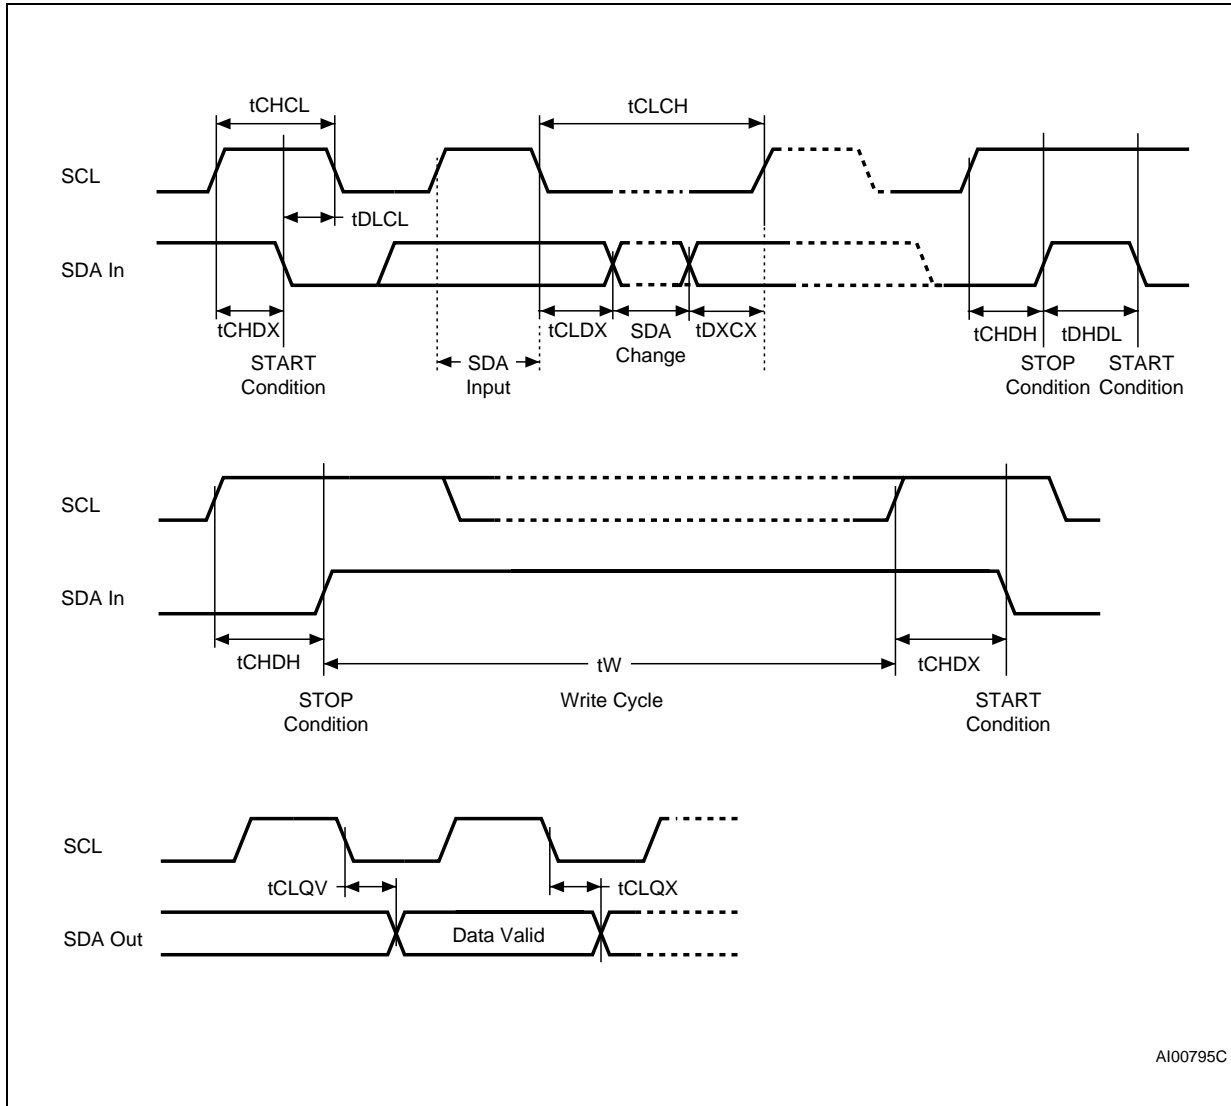 tCHCL
tCLCH
SCL
tDLCL
SDA In
tCHDX
tCLDX
SDA
Change
tDXCX
tCHDH
tDHDL
START
Condition
SDA
Input
STOP
Condition
START
Condition
SCL
SDA In
tCHDH
tW
tCHDX
STOP
Condition
Write Cycle
START
Condition
SCL
tCLQV
tCLQX
SDA Out
Data Valid
AI00795C